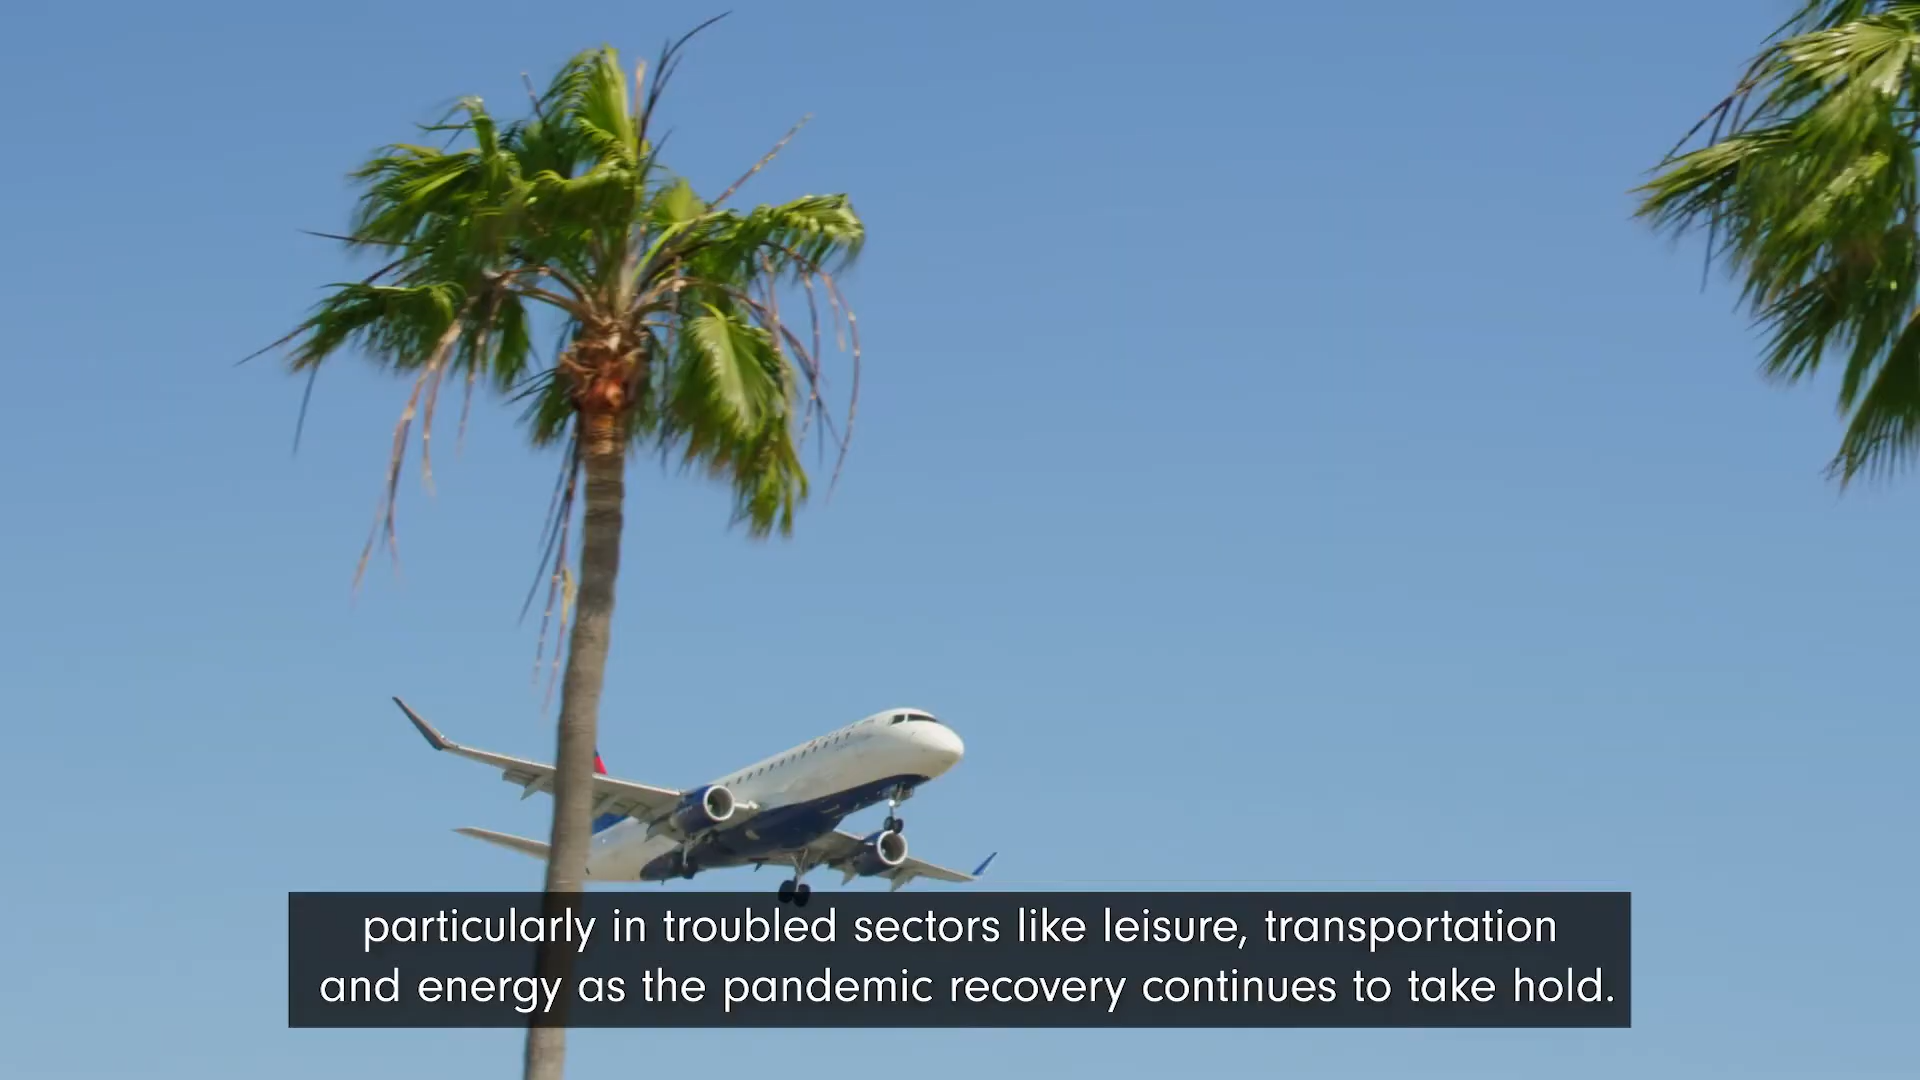 particularly in troubled sectors like leisure, transportation
and energy as the pandemic recovery continues to take hold.